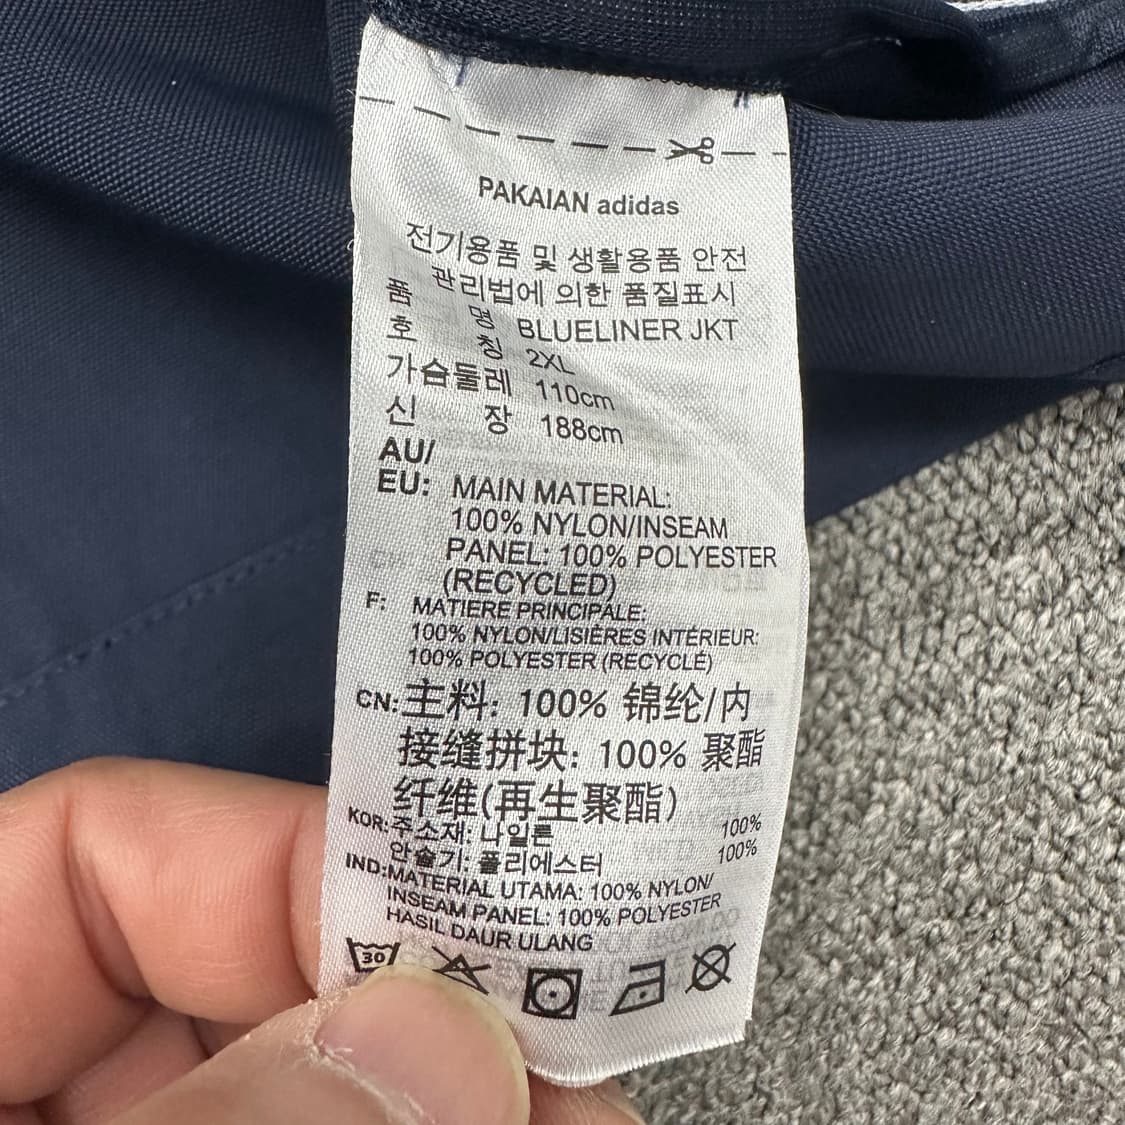 PAKAIAN adidas
전기용품 및 생활용품 안전
관리법에 의한 품질표시
품 명 BLUELINER JKT
호 칭 2XL
가슴둘레 110cm
신 장 188cm
AU/
EU: MAIN MATERIAL:
100% NYLON/INSEAM
PANEL: 100% POLYESTER
(RECYCLED)
F: MATIERE PRINCIPALE:
100% NYLON/LISIÉRES INTÉRIEUR:
100% POLYESTER (RECYCLÉ)
CN: 主料: 100% 锦纶/内
接缝拼块: 100% 聚酯
纤维(再生聚酯)
KOR: 주소재: 나일론 100%
안솔기: 폴리에스터 100%
IND: MATERIAL UTAMA: 100% NYLON/
INSEAM PANEL: 100% POLYESTER
HASIL DAUR ULANG
30